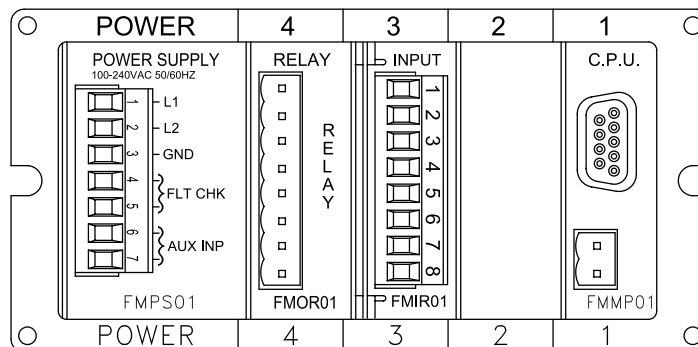 POWER 4 3 2 1
POWER SUPPLY RELAY INPUT C.P.U.
100-240VAC 50/60HZ
1 L1
2 L2
3 GND
4
5
FLT CHK
6
7
AUX INP
RELAY
1
2
3
4
5
6
7
8
FMPS01 FMOR01 FMIR01 FMMP01
POWER 4 3 2 1